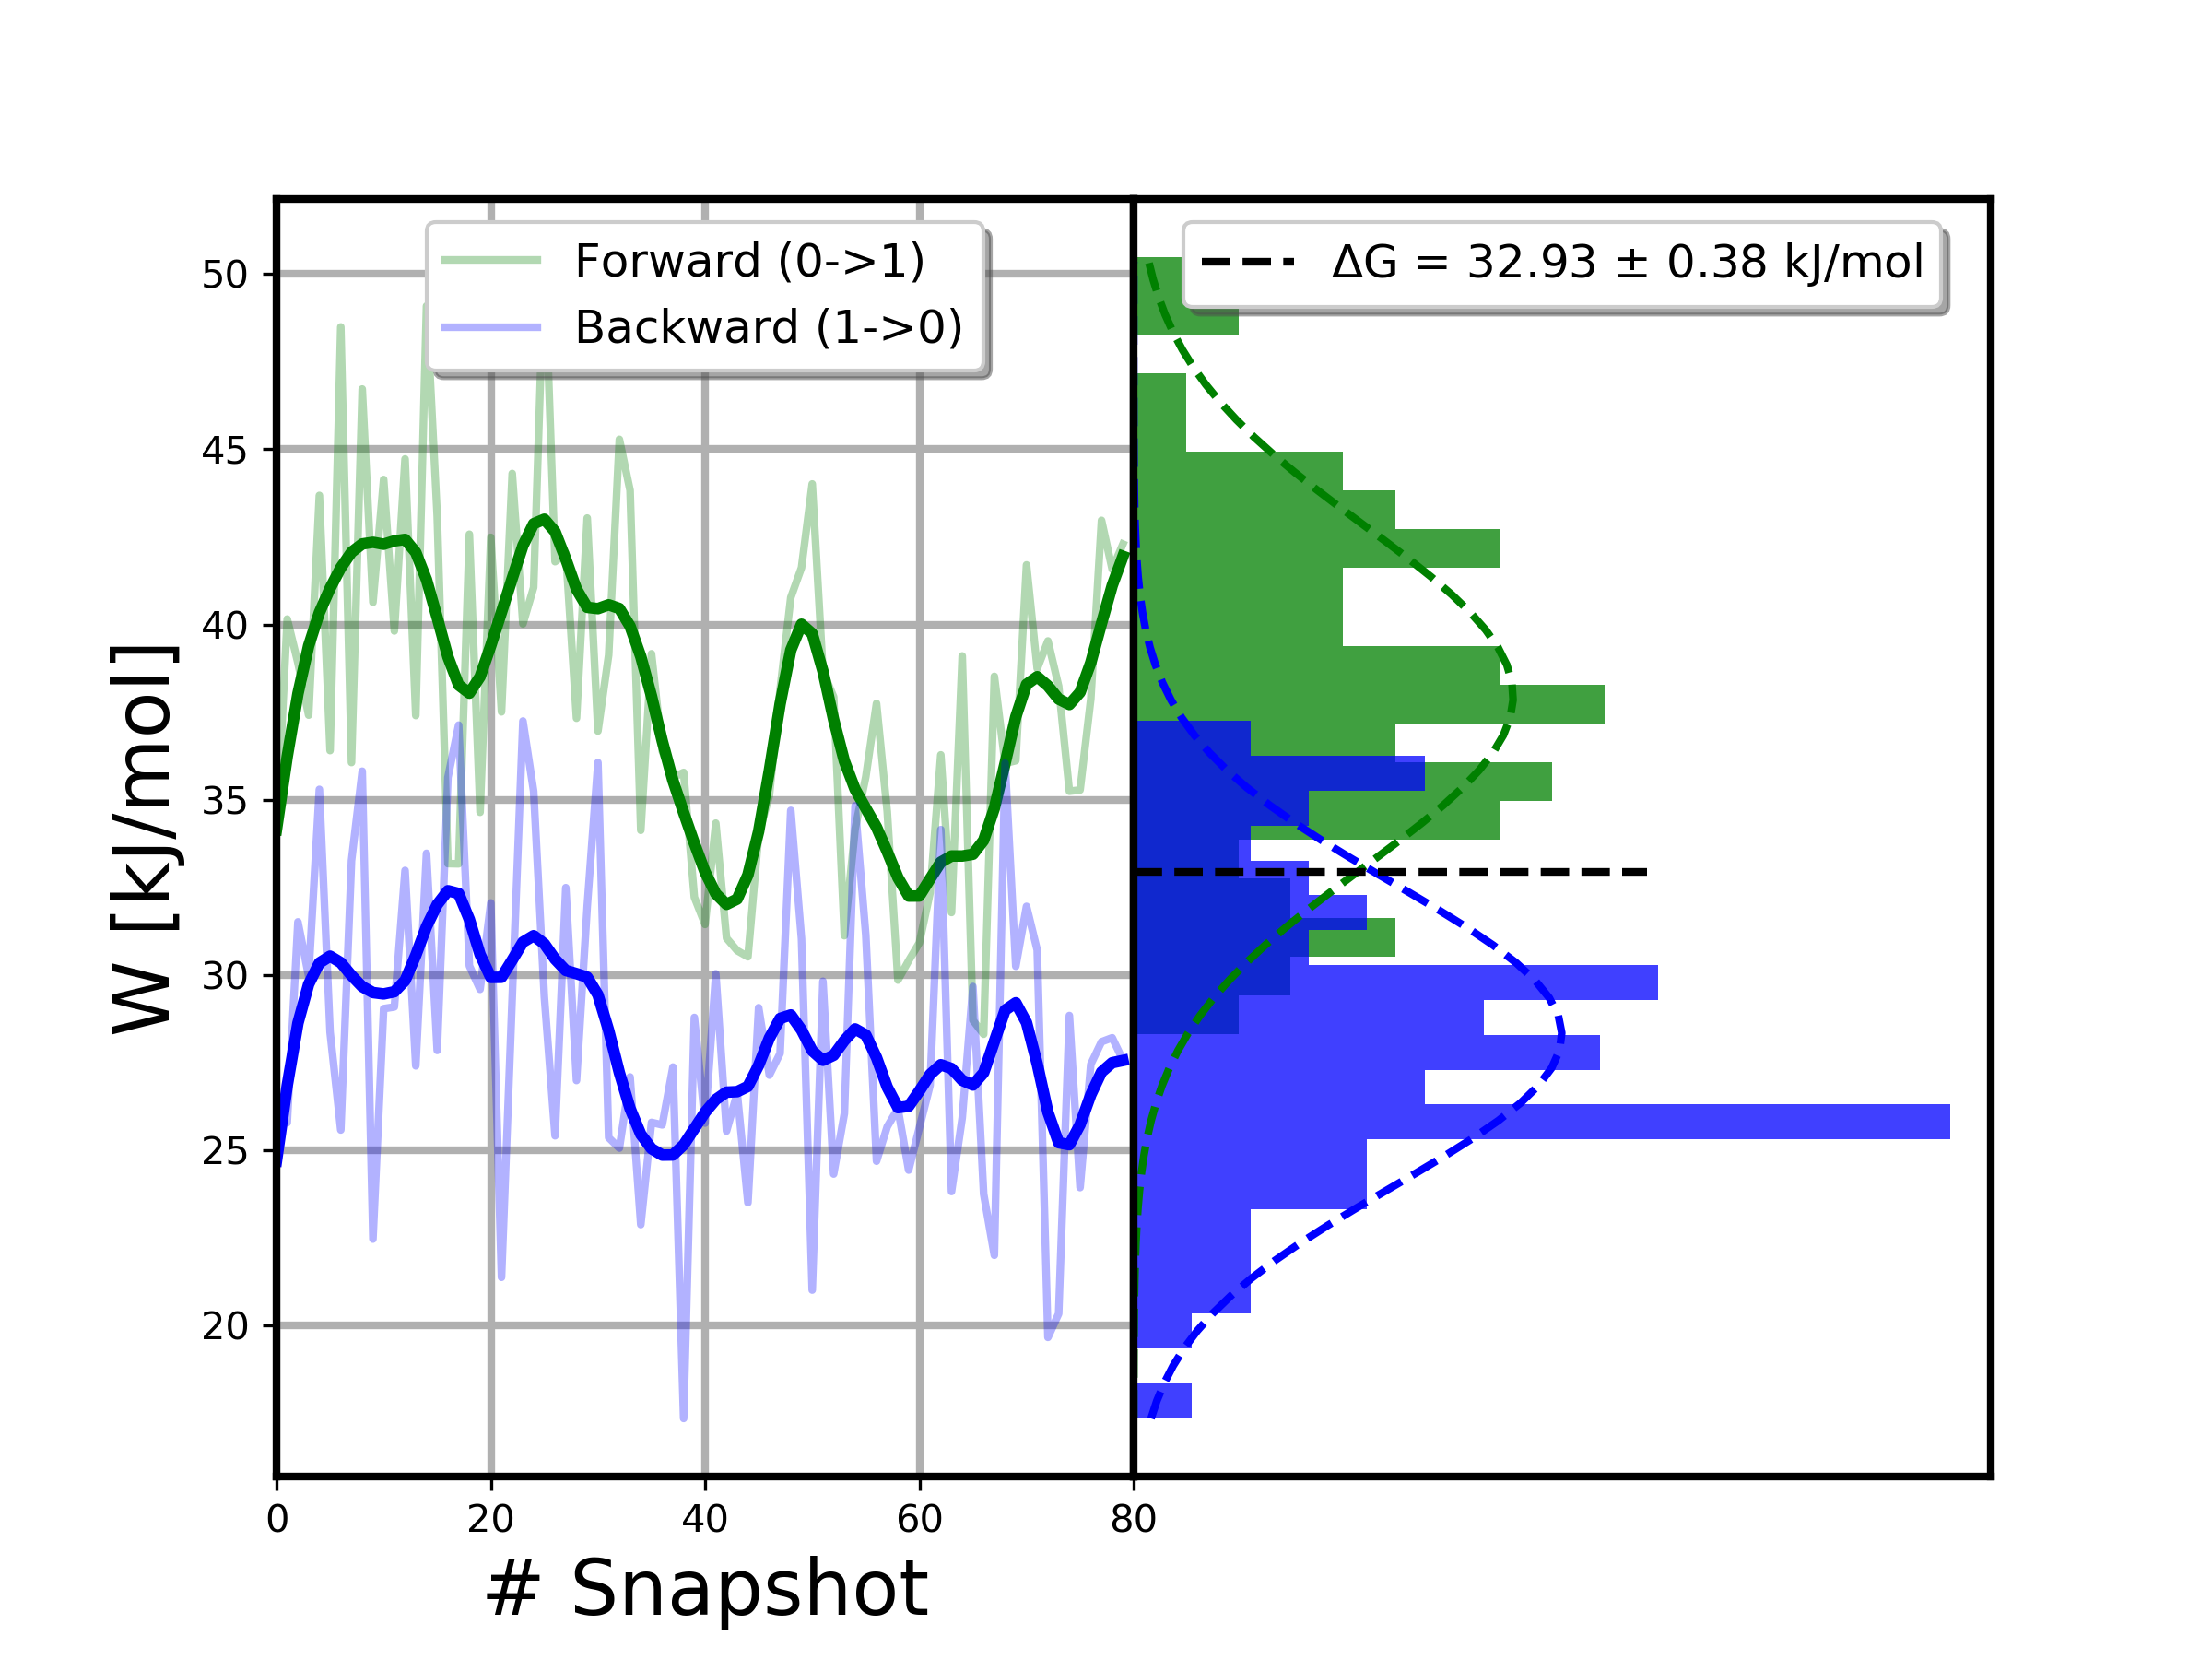 Forward (0->1)
Backward (1->0)
ΔG = 32.93 ± 0.38 kJ/mol
W [kJ/mol]
50
45
40
35
30
25
20
0 20 40 60 80
# Snapshot